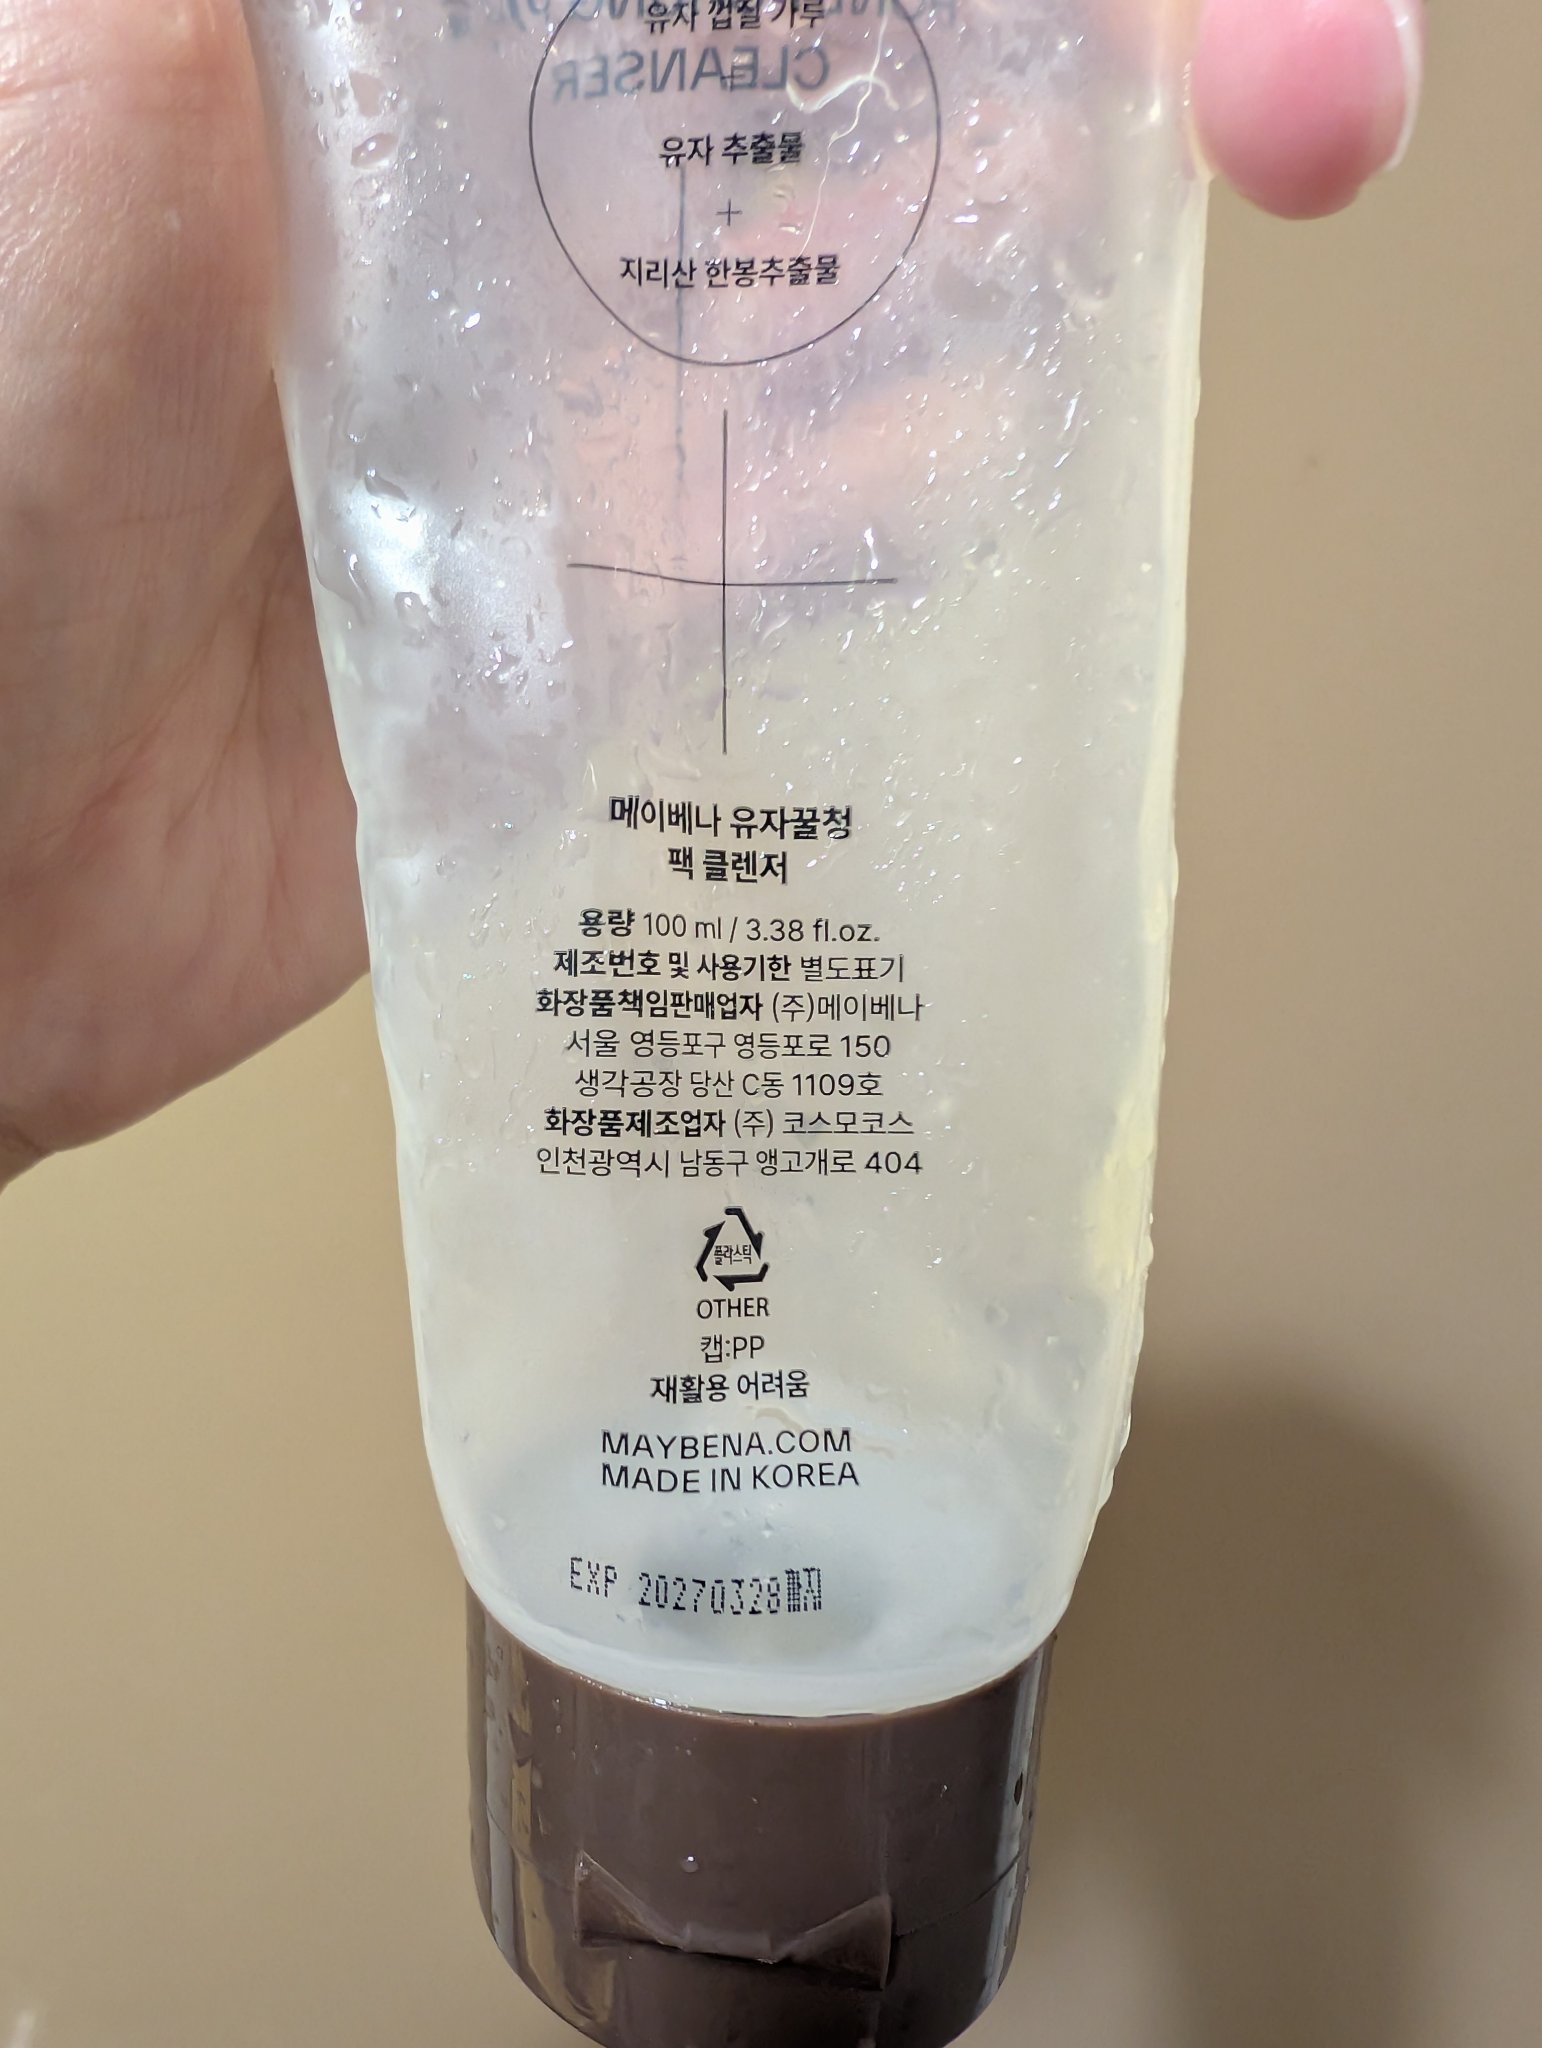 유자 껍질 가루
+
CLEANSER
유자 추출물
+
지리산 한봉추출물
메이베나 유자꿀청
팩 클렌저
용량 100 ml / 3.38 fl.oz.
제조번호 및 사용기한 별도표기
화장품책임판매업자 (주)메이베나
서울 영등포구 영등포로 150
생각공장 당산 C동 1109호
화장품제조업자 (주) 코스모코스
인천광역시 남동구 앵고개로 404
플라스틱
OTHER
캡:PP
재활용 어려움
MAYBENA.COM
MADE IN KOREA
EXP 20270328